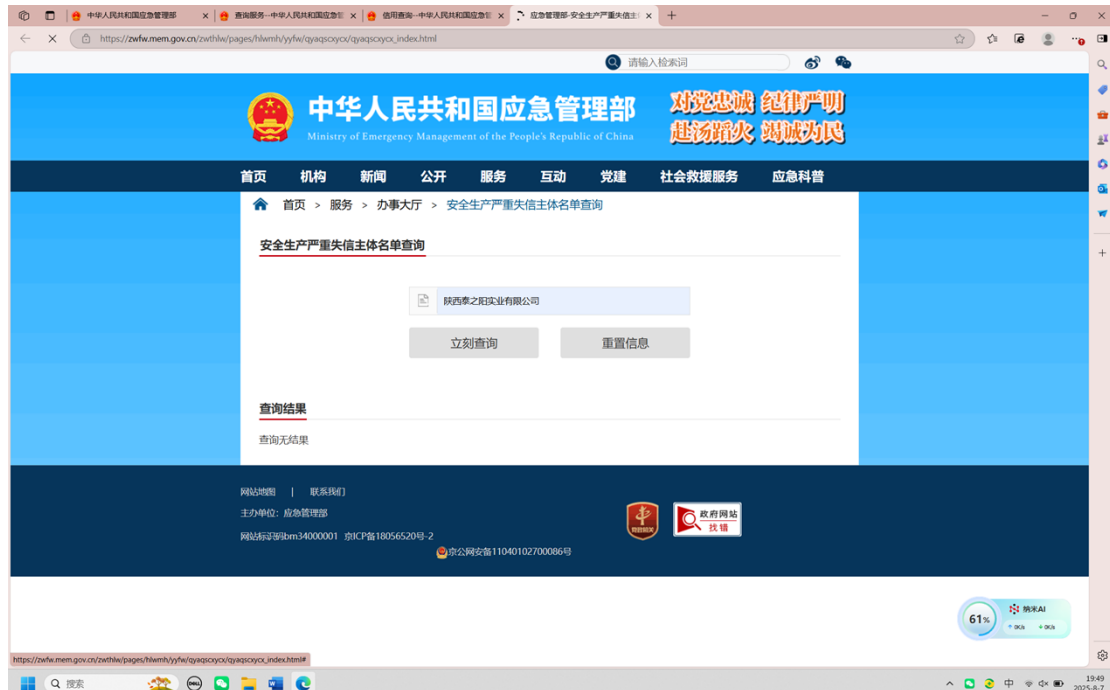 中华人民共和国应急管理部
查询服务--中华人民共和国应急管
信用查询--中华人民共和国应急管
应急管理部-安全生产严重失信主
https://zwfw.mem.gov.cn/zwthlw/pages/hlwmh/yyfw/qyaqscxycx/qyaqscxycx_index.html
请输入检索词
中华人民共和国应急管理部
Ministry of Emergency Management of the People's Republic of China
对党忠诚 纪律严明
赴汤蹈火 竭诚为民
首页 机构 新闻 公开 服务 互动 党建 社会救援服务 应急科普
首页 > 服务 > 办事大厅 > 安全生产严重失信主体名单查询
安全生产严重失信主体名单查询
陕西泰之阳实业有限公司
立刻查询 重置信息
查询结果
查询无结果
网站地图 | 联系我们
主办单位：应急管理部
网站标识码bm34000001 京ICP备18056520号-2
京公网安备11040102700086号
党政机关
政府网站
找错
61%
纳米AI
0K/s 0K/s
https://zwfw.mem.gov.cn/zwthlw/pages/hlwmh/yyfw/qyaqscxycx/qyaqscxycx_index.html#
搜索
DELL
中
19:49
2025-8-7